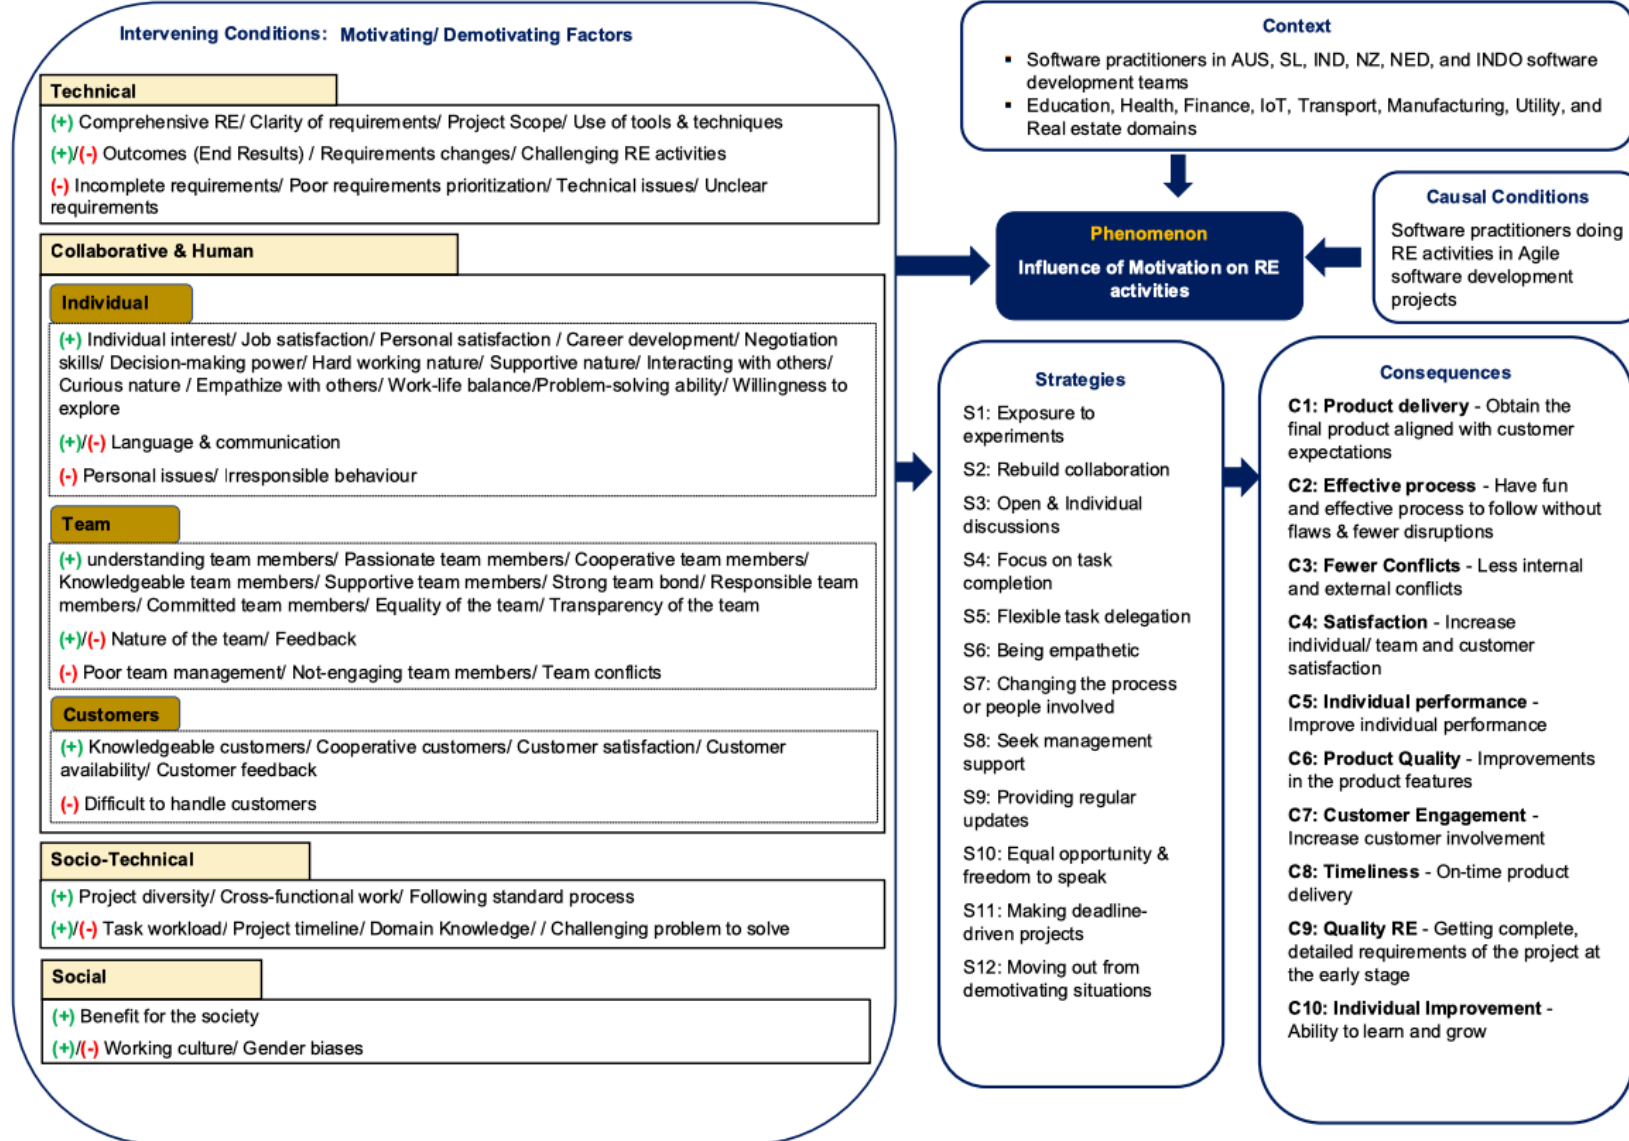 Intervening Conditions: Motivating/ Demotivating Factors
Technical
(+) Comprehensive RE/ Clarity of requirements/ Project Scope/ Use of tools & techniques
(+)/(-) Outcomes (End Results) / Requirements changes/ Challenging RE activities
(-) Incomplete requirements/ Poor requirements prioritization/ Technical issues/ Unclear
requirements
Collaborative & Human
Individual
(+) Individual interest/ Job satisfaction/ Personal satisfaction / Career development/ Negotiation
skills/ Decision-making power/ Hard working nature/ Supportive nature/ Interacting with others/
Curious nature / Empathize with others/ Work-life balance/Problem-solving ability/ Willingness to
explore
(+)/(-) Language & communication
(-) Personal issues/ Irresponsible behaviour
Team
(+) understanding team members/ Passionate team members/ Cooperative team members/
Knowledgeable team members/ Supportive team members/ Strong team bond/ Responsible team
members/ Committed team members/ Equality of the team/ Transparency of the team
(+)/(-) Nature of the team/ Feedback
(-) Poor team management/ Not-engaging team members/ Team conflicts
Customers
(+) Knowledgeable customers/ Cooperative customers/ Customer satisfaction/ Customer
availability/ Customer feedback
(-) Difficult to handle customers
Socio-Technical
(+) Project diversity/ Cross-functional work/ Following standard process
(+)/(-) Task workload/ Project timeline/ Domain Knowledge/ / Challenging problem to solve
Social
(+) Benefit for the society
(+)/(-) Working culture/ Gender biases
Context
▪ Software practitioners in AUS, SL, IND, NZ, NED, and INDO software
development teams
▪ Education, Health, Finance, IoT, Transport, Manufacturing, Utility, and
Real estate domains
Phenomenon
Influence of Motivation on RE
activities
Causal Conditions
Software practitioners doing
RE activities in Agile
software development
projects
Strategies
S1: Exposure to
experiments
S2: Rebuild collaboration
S3: Open & Individual
discussions
S4: Focus on task
completion
S5: Flexible task delegation
S6: Being empathetic
S7: Changing the process
or people involved
S8: Seek management
support
S9: Providing regular
updates
S10: Equal opportunity &
freedom to speak
S11: Making deadline-
driven projects
S12: Moving out from
demotivating situations
Consequences
C1: Product delivery - Obtain the
final product aligned with customer
expectations
C2: Effective process - Have fun
and effective process to follow without
flaws & fewer disruptions
C3: Fewer Conflicts - Less internal
and external conflicts
C4: Satisfaction - Increase
individual/ team and customer
satisfaction
C5: Individual performance -
Improve individual performance
C6: Product Quality - Improvements
in the product features
C7: Customer Engagement -
Increase customer involvement
C8: Timeliness - On-time product
delivery
C9: Quality RE - Getting complete,
detailed requirements of the project at
the early stage
C10: Individual Improvement -
Ability to learn and grow